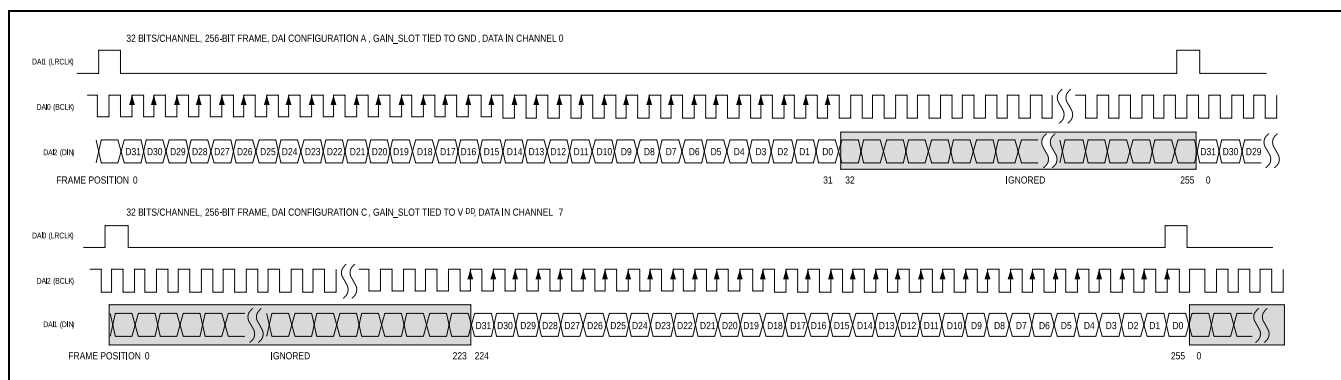 32 BITS/CHANNEL, 256-BIT FRAME, DAI CONFIGURATION A , GAIN_SLOT TIED TO GND , DATA IN CHANNEL 0
DAI1 (LRCLK)
DAI0 (BCLK)
DAI2 (DIN) D31 D30 D29 D28 D27 D26 D25 D24 D23 D22 D21 D20 D19 D18 D17 D16 D15 D14 D13 D12 D11 D10 D9 D8 D7 D6 D5 D4 D3 D2 D1 D0 D31 D30 D29
FRAME POSITION 0 31 32 IGNORED 255 0
32 BITS/CHANNEL, 256-BIT FRAME, DAI CONFIGURATION C , GAIN_SLOT TIED TO V DD, DATA IN CHANNEL 7
DAI0 (LRCLK)
DAI2 (BCLK)
DAI1 (DIN) D31 D30 D29 D28 D27 D26 D25 D24 D23 D22 D21 D20 D19 D18 D17 D16 D15 D14 D13 D12 D11 D10 D9 D8 D7 D6 D5 D4 D3 D2 D1 D0
FRAME POSITION 0 IGNORED 223 224 255 0